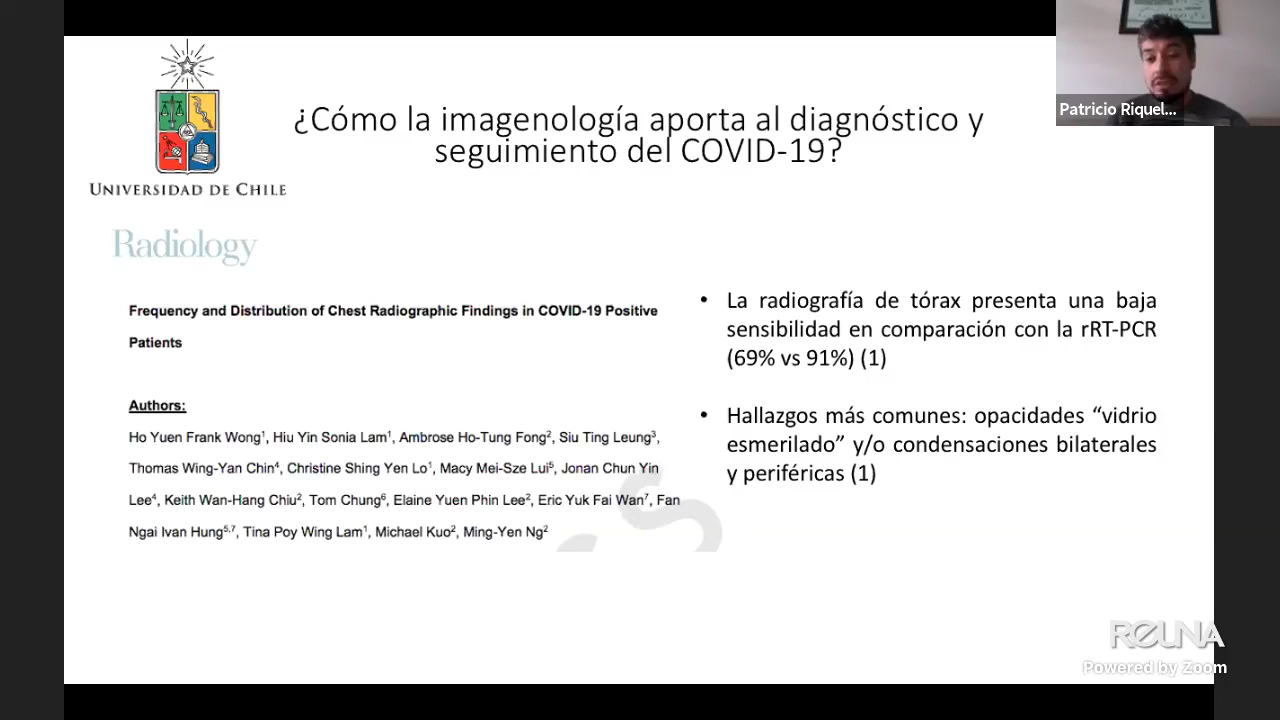 Patricio Riquel...
¿Cómo la imagenología aporta al diagnóstico y
seguimiento del COVID-19?
UNIVERSIDAD DE CHILE
Radiology
Frequency and Distribution of Chest Radiographic Findings in COVID-19 Positive
Patients
Authors:
Ho Yuen Frank Wong¹, Hiu Yin Sonia Lam¹, Ambrose Ho-Tung Fong², Siu Ting Leung³,
Thomas Wing-Yan Chin⁴, Christine Shing Yen Lo¹, Macy Mei-Sze Lui⁵, Jonan Chun Yin
Lee⁴, Keith Wan-Hang Chiu², Tom Chung⁶, Elaine Yuen Phin Lee², Eric Yuk Fai Wan⁷, Fan
Ngai Ivan Hung⁵,⁷, Tina Poy Wing Lam¹, Michael Kuo², Ming-Yen Ng²
• La radiografía de tórax presenta una baja
sensibilidad en comparación con la rRT-PCR
(69% vs 91%) (1)
• Hallazgos más comunes: opacidades “vidrio
esmerilado” y/o condensaciones bilaterales
y periféricas (1)
REUNA
Powered by Zoom